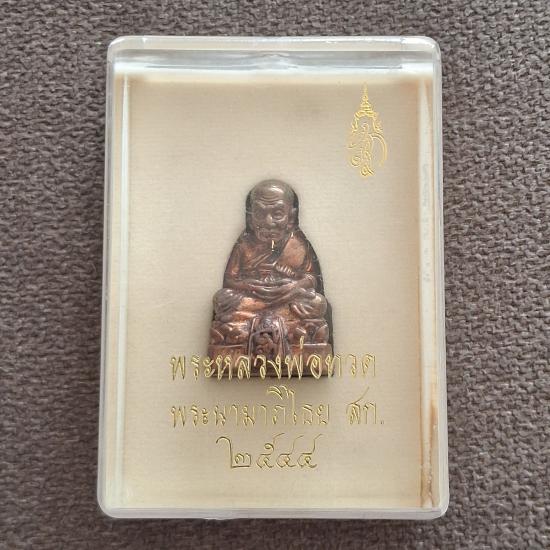 พระหลวงพ่อทวด
พระนามาภิไธย สก.
๒๕๔๔